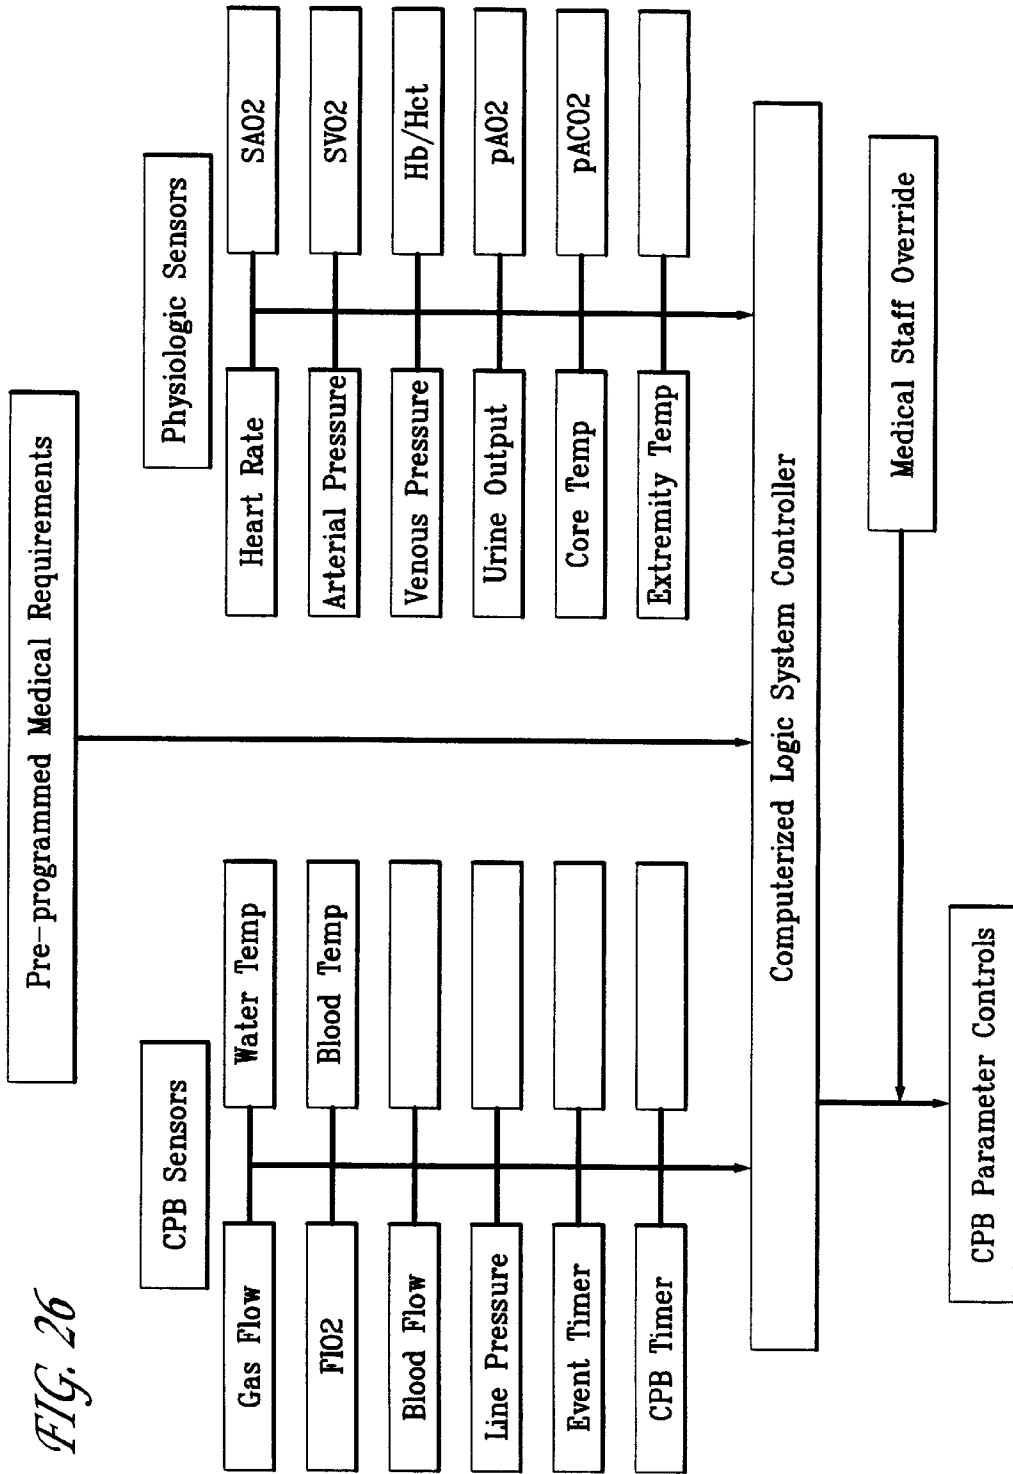 FIG. 26
Pre-programmed Medical Requirements
CPB Sensors
Gas Flow
Water Temp
FIO2
Blood Temp
Blood Flow
Line Pressure
Event Timer
CPB Timer
Physiologic Sensors
Heart Rate
SAO2
Arterial Pressure
SVO2
Venous Pressure
Hb/Hct
Urine Output
pAO2
Core Temp
pACO2
Extremity Temp
Computerized Logic System Controller
Medical Staff Override
CPB Parameter Controls